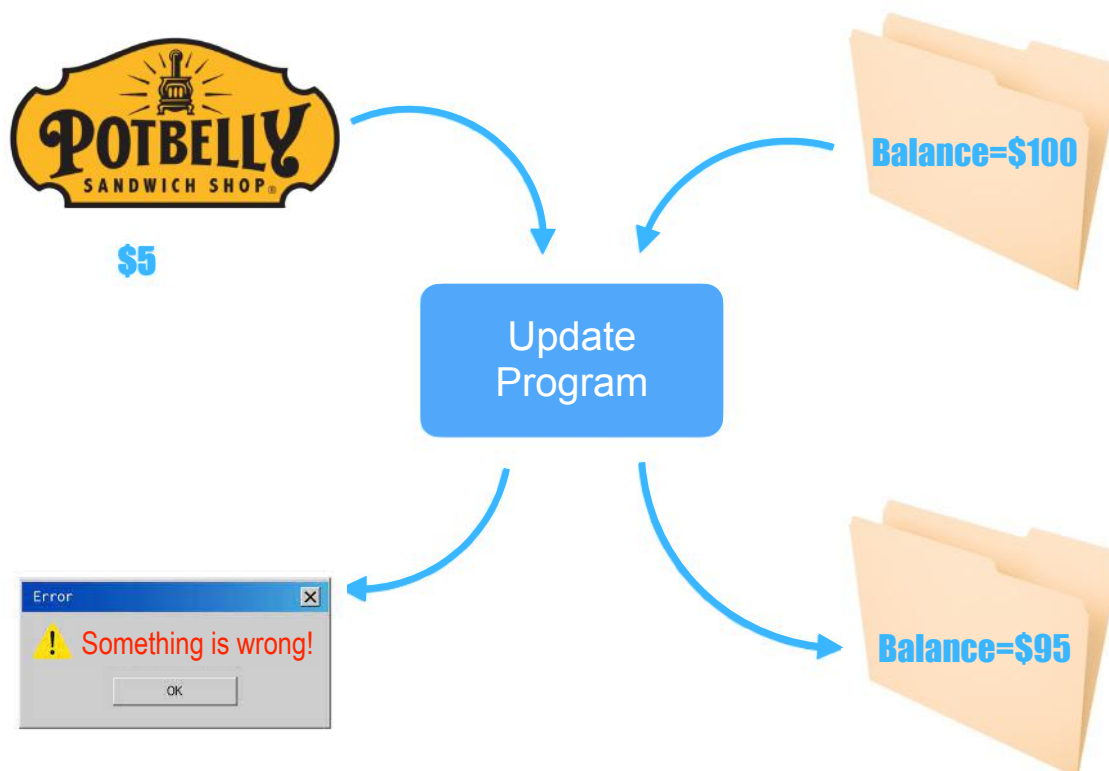 POTBELLY
SANDWICH SHOP®
$5
Balance=$100
Update
Program
Error
Something is wrong!
OK
Balance=$95